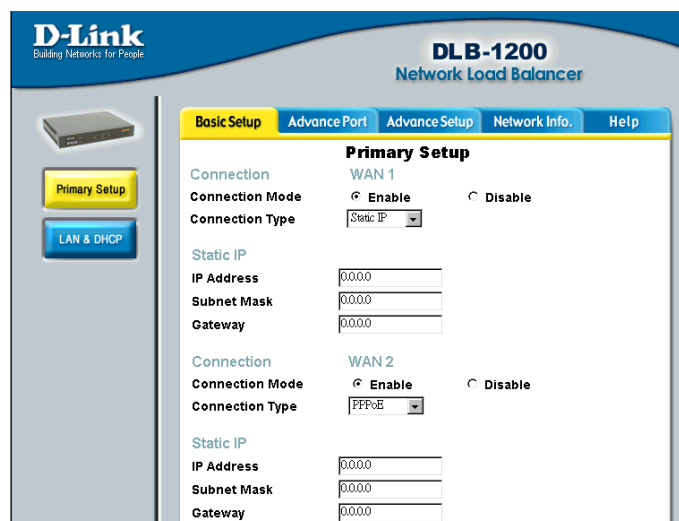 D-Link
Building Networks for People
DLB-1200
Network Load Balancer
Basic Setup Advance Port Advance Setup Network Info. Help
Primary Setup
LAN & DHCP
Primary Setup
Connection WAN 1
Connection Mode Enable Disable
Connection Type Static IP
Static IP
IP Address 0.0.0.0
Subnet Mask 0.0.0.0
Gateway 0.0.0.0
Connection WAN 2
Connection Mode Enable Disable
Connection Type PPPoE
Static IP
IP Address 0.0.0.0
Subnet Mask 0.0.0.0
Gateway 0.0.0.0